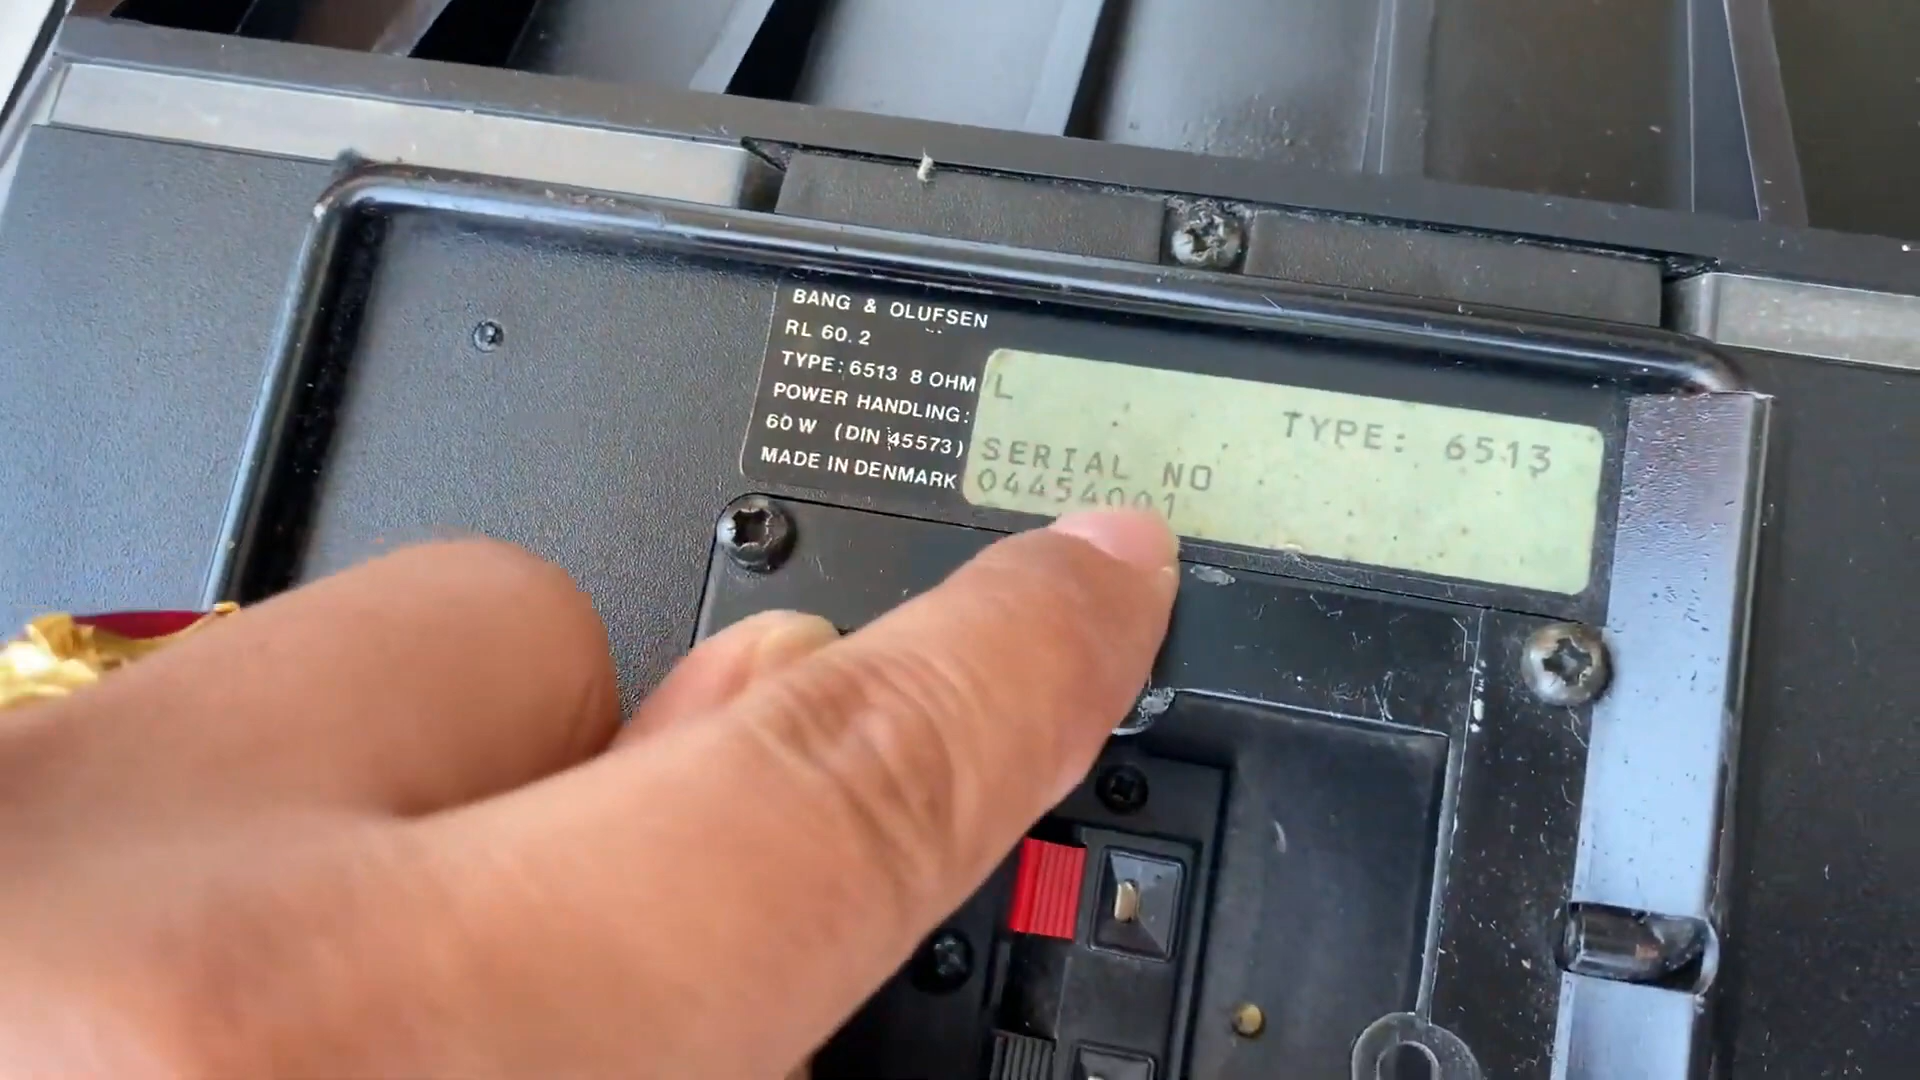 BANG & OLUFSEN
RL 60.2
TYPE: 6513 8 OHM
POWER HANDLING:
60 W (DIN 45573)
MADE IN DENMARK
L
TYPE: 6513
SERIAL NO
04454001